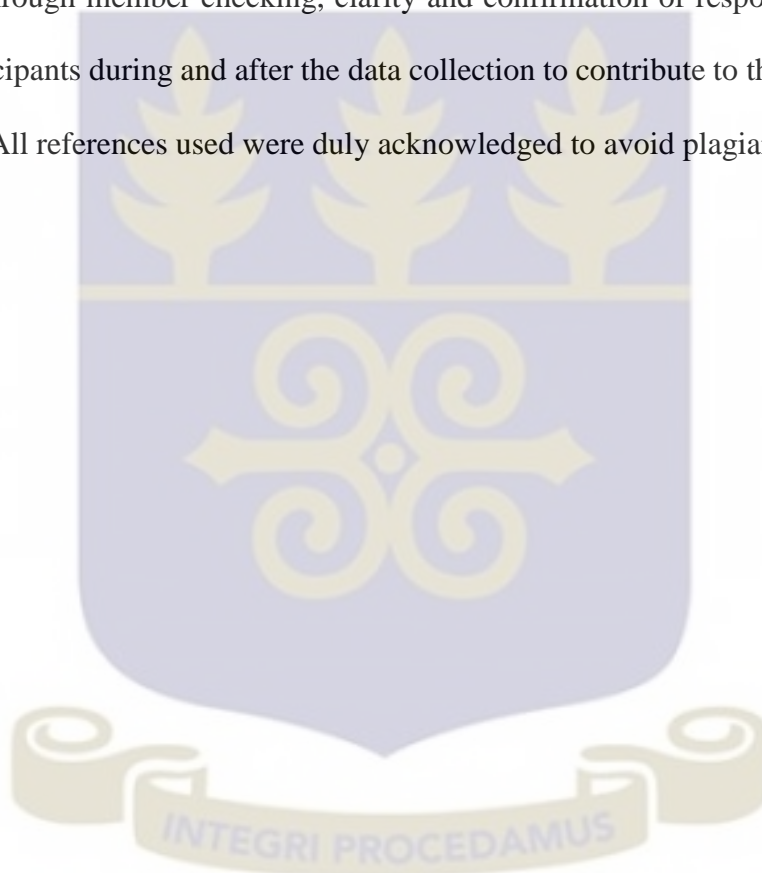 rough member checking, clarity and confirmation of respo
cipants during and after the data collection to contribute to th
All references used were duly acknowledged to avoid plagia
INTEGRI PROCEDAMUS